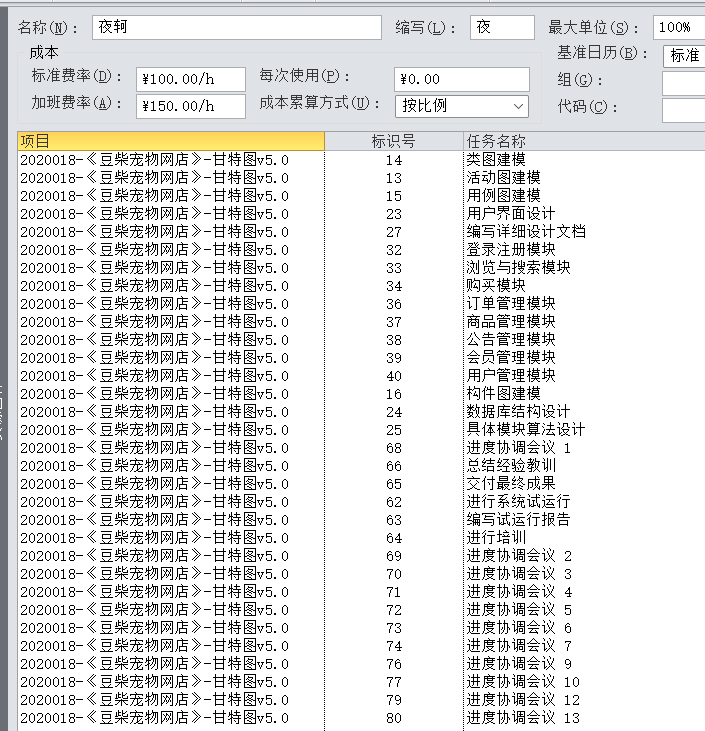 名称(N)： 夜轲 缩写(L)： 夜 最大单位(S)： 100%
成本 基准日历(B)： 标准
标准费率(D)： ¥100.00/h 每次使用(P)： ¥0.00 组(G)：
加班费率(A)： ¥150.00/h 成本累算方式(U)： 按比例 代码(C)：
项目 标识号 任务名称
2020018-《豆柴宠物网店》-甘特图v5.0 14 类图建模
2020018-《豆柴宠物网店》-甘特图v5.0 13 活动图建模
2020018-《豆柴宠物网店》-甘特图v5.0 15 用例图建模
2020018-《豆柴宠物网店》-甘特图v5.0 23 用户界面设计
2020018-《豆柴宠物网店》-甘特图v5.0 27 编写详细设计文档
2020018-《豆柴宠物网店》-甘特图v5.0 32 登录注册模块
2020018-《豆柴宠物网店》-甘特图v5.0 33 浏览与搜索模块
2020018-《豆柴宠物网店》-甘特图v5.0 34 购买模块
2020018-《豆柴宠物网店》-甘特图v5.0 36 订单管理模块
2020018-《豆柴宠物网店》-甘特图v5.0 37 商品管理模块
2020018-《豆柴宠物网店》-甘特图v5.0 38 公告管理模块
2020018-《豆柴宠物网店》-甘特图v5.0 39 会员管理模块
2020018-《豆柴宠物网店》-甘特图v5.0 40 用户管理模块
2020018-《豆柴宠物网店》-甘特图v5.0 16 构件图建模
2020018-《豆柴宠物网店》-甘特图v5.0 24 数据库结构设计
2020018-《豆柴宠物网店》-甘特图v5.0 25 具体模块算法设计
2020018-《豆柴宠物网店》-甘特图v5.0 68 进度协调会议 1
2020018-《豆柴宠物网店》-甘特图v5.0 66 总结经验教训
2020018-《豆柴宠物网店》-甘特图v5.0 65 交付最终成果
2020018-《豆柴宠物网店》-甘特图v5.0 62 进行系统试运行
2020018-《豆柴宠物网店》-甘特图v5.0 63 编写试运行报告
2020018-《豆柴宠物网店》-甘特图v5.0 64 进行培训
2020018-《豆柴宠物网店》-甘特图v5.0 69 进度协调会议 2
2020018-《豆柴宠物网店》-甘特图v5.0 70 进度协调会议 3
2020018-《豆柴宠物网店》-甘特图v5.0 71 进度协调会议 4
2020018-《豆柴宠物网店》-甘特图v5.0 72 进度协调会议 5
2020018-《豆柴宠物网店》-甘特图v5.0 73 进度协调会议 6
2020018-《豆柴宠物网店》-甘特图v5.0 74 进度协调会议 7
2020018-《豆柴宠物网店》-甘特图v5.0 76 进度协调会议 9
2020018-《豆柴宠物网店》-甘特图v5.0 77 进度协调会议 10
2020018-《豆柴宠物网店》-甘特图v5.0 79 进度协调会议 12
2020018-《豆柴宠物网店》-甘特图v5.0 80 进度协调会议 13